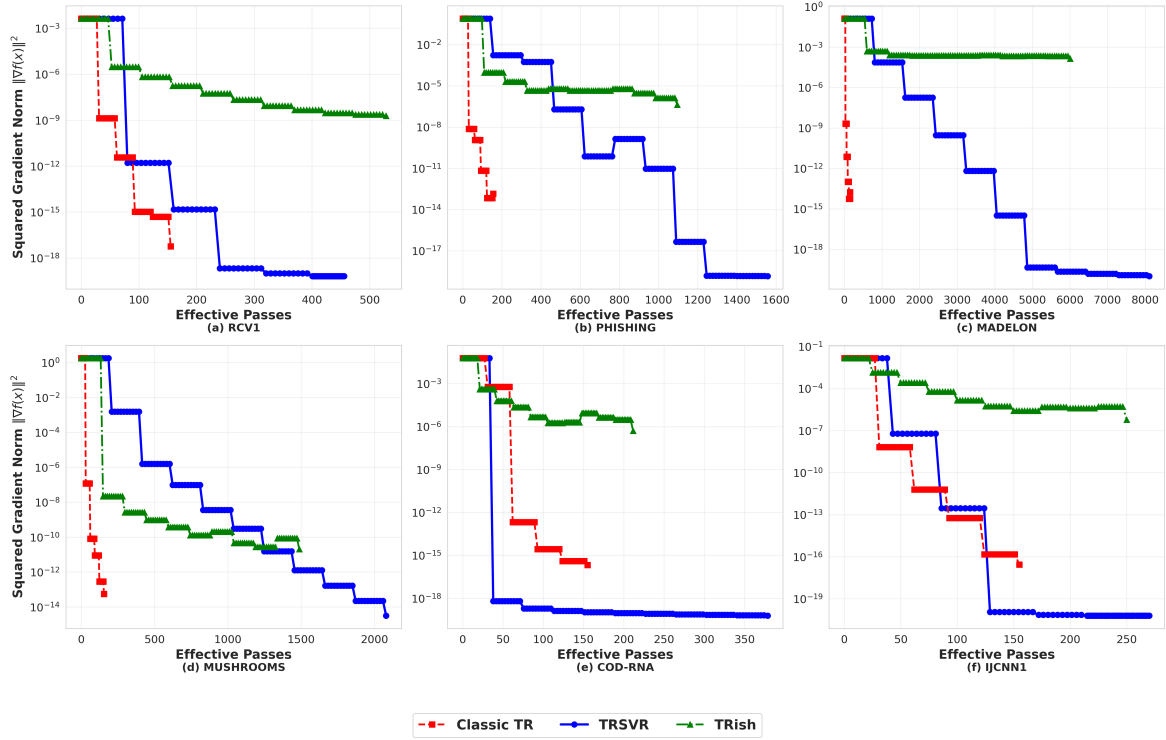 Squared Gradient Norm ‖∇f(x)‖²
10⁻³
10⁻⁶
10⁻⁹
10⁻¹²
10⁻¹⁵
10⁻¹⁸
0 100 200 300 400 500
Effective Passes
(a) RCV1
10⁻²
10⁻⁵
10⁻⁸
10⁻¹¹
10⁻¹⁴
10⁻¹⁷
0 200 400 600 800 1000 1200 1400 1600
Effective Passes
(b) PHISHING
10⁰
10⁻³
10⁻⁶
10⁻⁹
10⁻¹²
10⁻¹⁵
10⁻¹⁸
0 1000 2000 3000 4000 5000 6000 7000 8000
Effective Passes
(c) MADELON
Squared Gradient Norm ‖∇f(x)‖²
10⁰
10⁻²
10⁻⁴
10⁻⁶
10⁻⁸
10⁻¹⁰
10⁻¹²
10⁻¹⁴
0 500 1000 1500 2000
Effective Passes
(d) MUSHROOMS
10⁻³
10⁻⁶
10⁻⁹
10⁻¹²
10⁻¹⁵
10⁻¹⁸
0 50 100 150 200 250 300 350
Effective Passes
(e) COD-RNA
10⁻¹
10⁻⁴
10⁻⁷
10⁻¹⁰
10⁻¹³
10⁻¹⁶
10⁻¹⁹
0 50 100 150 200 250
Effective Passes
(f) IJCNN1
Classic TR TRSVR TRish